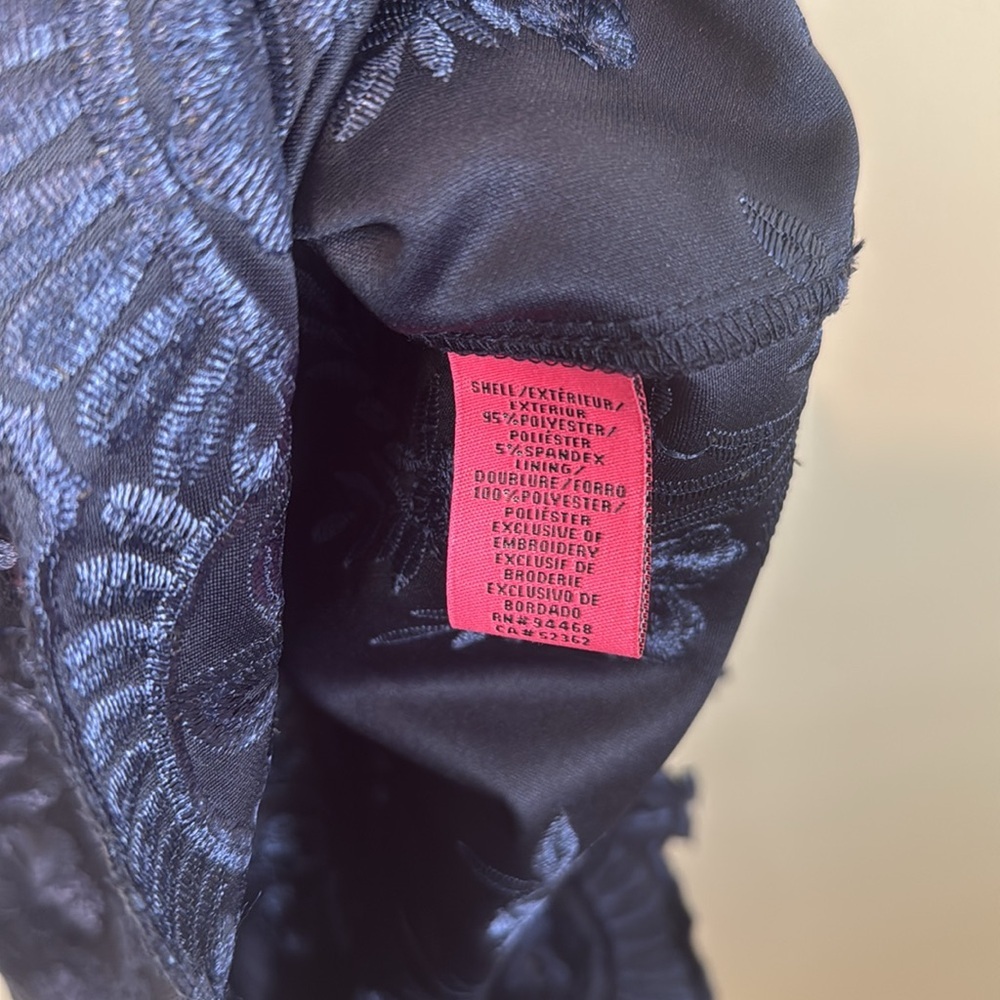 SHELL/EXTÉRIEUR/
EXTERIOR
95%POLYESTER/
POLIÉSTER
5%SPANDEX
LINING/
DOUBLURE/FORRO
100%POLYESTER/
POLIÉSTER
EXCLUSIVE OF
EMBROIDERY
EXCLUSIF DE
BRODERIE
EXCLUSIVO DE
BORDADO
RN#94468
CA#52362